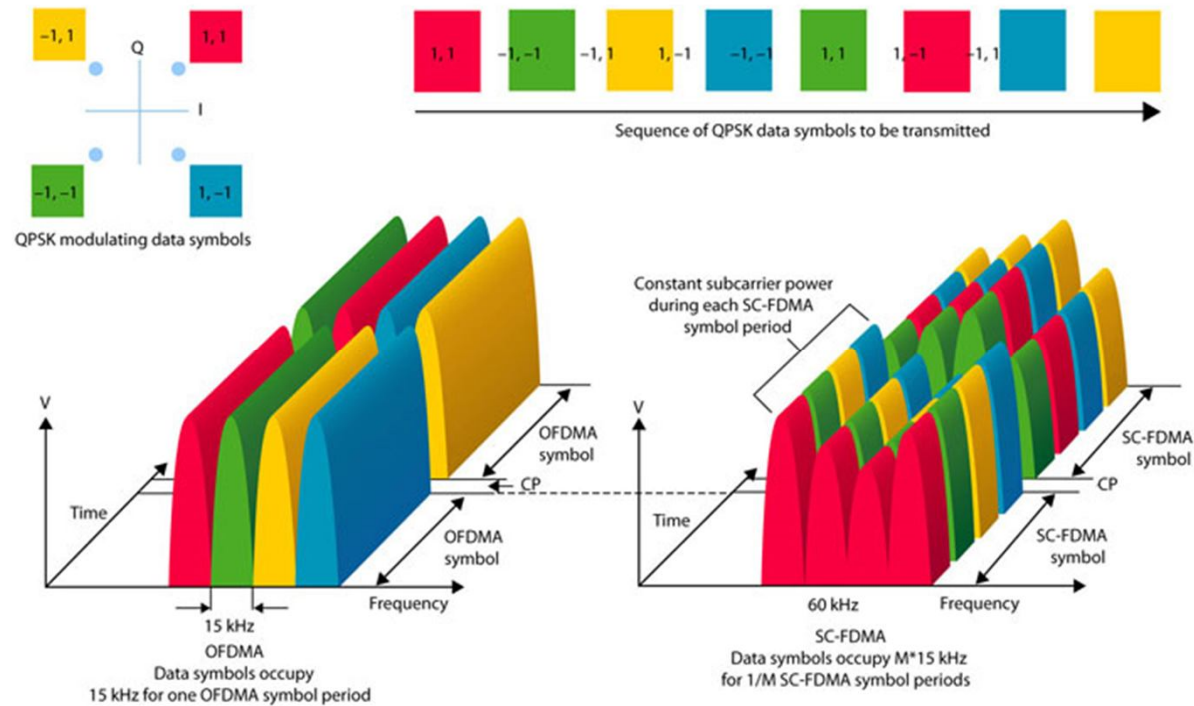 –1, 1
Q
1, 1
I
–1, –1
1, –1
QPSK modulating data symbols
1, 1
–1, –1
–1, 1
1, –1
–1, –1
1, 1
1, –1
–1, 1
Sequence of QPSK data symbols to be transmitted
V
Time
OFDMA
symbol
CP
OFDMA
symbol
Frequency
15 kHz
OFDMA
Data symbols occupy
15 kHz for one OFDMA symbol period
Constant subcarrier power
during each SC-FDMA
symbol period
V
Time
SC-FDMA
symbol
CP
SC-FDMA
symbol
60 kHz
Frequency
SC-FDMA
Data symbols occupy M*15 kHz
for 1/M SC-FDMA symbol periods